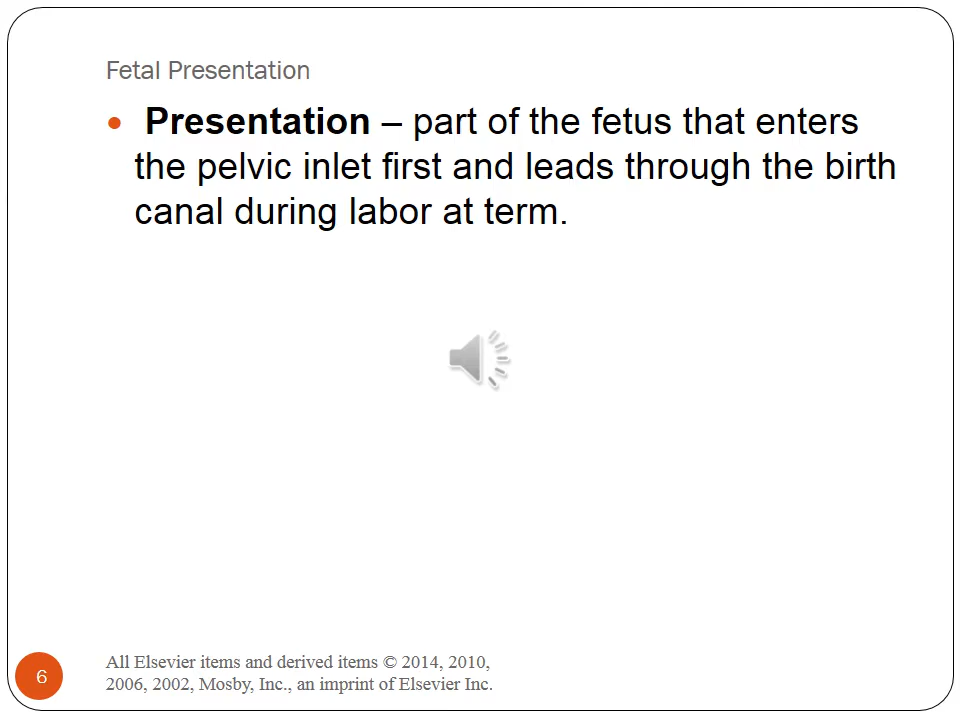 Fetal Presentation
Presentation – part of the fetus that enters
the pelvic inlet first and leads through the birth
canal during labor at term.
All Elsevier items and derived items © 2014, 2010,
2006, 2002, Mosby, Inc., an imprint of Elsevier Inc.
6